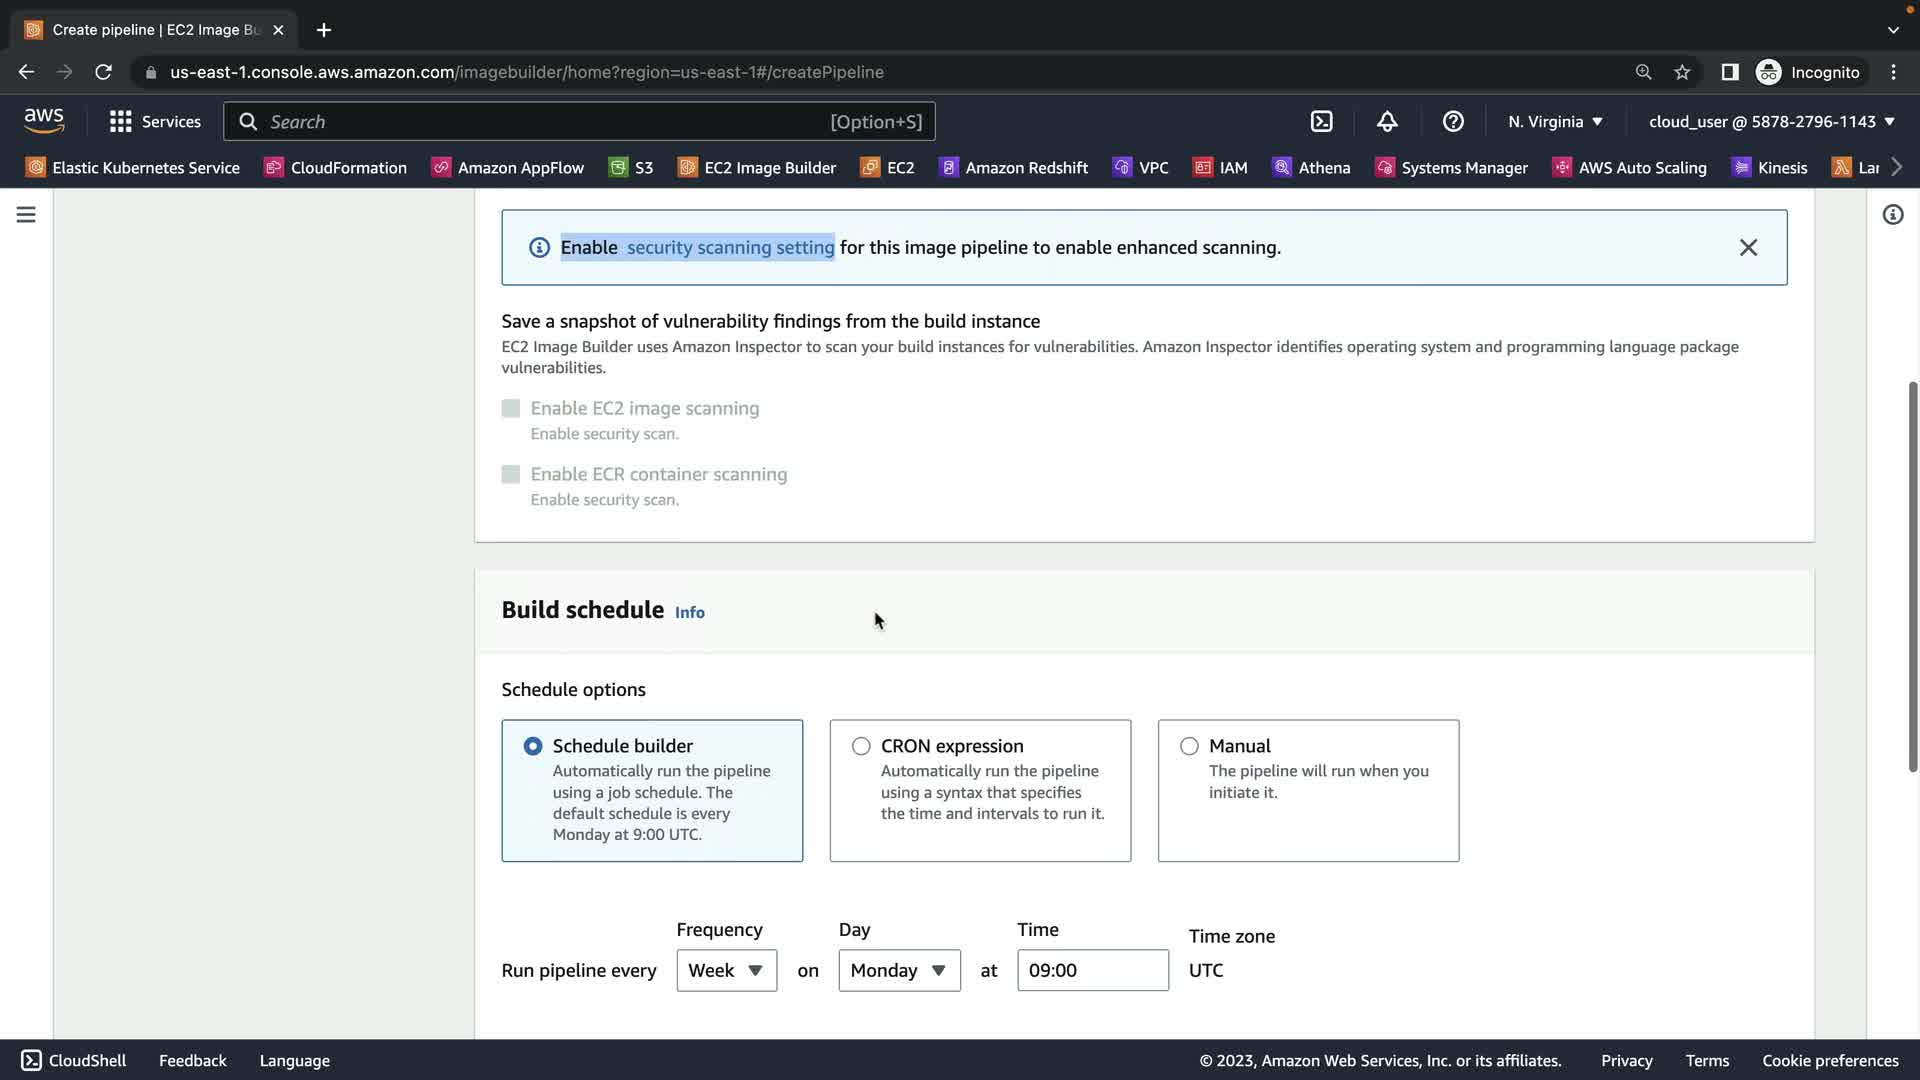 Create pipeline | EC2 Image Bu
us-east-1.console.aws.amazon.com/imagebuilder/home?region=us-east-1#/createPipeline
Incognito
aws
Services
Search
[Option+S]
N. Virginia
cloud_user @ 5878-2796-1143
Elastic Kubernetes Service
CloudFormation
Amazon AppFlow
S3
EC2 Image Builder
EC2
Amazon Redshift
VPC
IAM
Athena
Systems Manager
AWS Auto Scaling
Kinesis
Lar
Enable security scanning setting for this image pipeline to enable enhanced scanning.
Save a snapshot of vulnerability findings from the build instance
EC2 Image Builder uses Amazon Inspector to scan your build instances for vulnerabilities. Amazon Inspector identifies operating system and programming language package
vulnerabilities.
Enable EC2 image scanning
Enable security scan.
Enable ECR container scanning
Enable security scan.
Build schedule Info
Schedule options
Schedule builder
Automatically run the pipeline
using a job schedule. The
default schedule is every
Monday at 9:00 UTC.
CRON expression
Automatically run the pipeline
using a syntax that specifies
the time and intervals to run it.
Manual
The pipeline will run when you
initiate it.
Frequency
Day
Time
Time zone
Run pipeline every Week on Monday at 09:00 UTC
CloudShell
Feedback
Language
© 2023, Amazon Web Services, Inc. or its affiliates.
Privacy
Terms
Cookie preferences